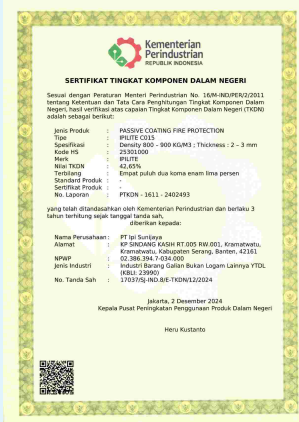 Kementerian
Perindustrian
REPUBLIK INDONESIA
SERTIFIKAT TINGKAT KOMPONEN DALAM NEGERI
Sesuai dengan Peraturan Menteri Perindustrian No. 16/M-IND/PER/2/2011
tentang Ketentuan dan Tata Cara Penghitungan Tingkat Komponen Dalam
Negeri, hasil verifikasi atas capaian Tingkat Komponen Dalam Negeri (TKDN)
adalah sebagai berikut:
Jenis Produk : PASSIVE COATING FIRE PROTECTION
Tipe : IPILITE C015
Spesifikasi : Density 800 – 900 KG/M3 ; Thickness : 2 – 3 mm
Kode HS : 25301000
Merk : IPILITE
Nilai TKDN : 42,65%
Terbilang : Empat puluh dua koma enam lima persen
Standard Produk : -
Sertifikat Produk : -
No. Laporan : PTKDN - 1611 - 2402493
yang telah ditandasahkan oleh Kementerian Perindustrian dan berlaku 3
tahun terhitung sejak tanggal tanda sah,
diberikan kepada:
Nama Perusahaan : PT Ipi Sunijaya
Alamat : KP SINDANG KASIH RT.005 RW.001, Kramatwatu,
Kramatwatu, Kabupaten Serang, Banten, 42161
NPWP : 02.386.394.7-034.000
Jenis Industri : Industri Barang Galian Bukan Logam Lainnya YTDL
(KBLI: 23990)
No. Tanda Sah : 17037/SJ-IND.8/E-TKDN/12/2024
Jakarta, 2 Desember 2024
Kepala Pusat Peningkatan Penggunaan Produk Dalam Negeri
Heru Kustanto